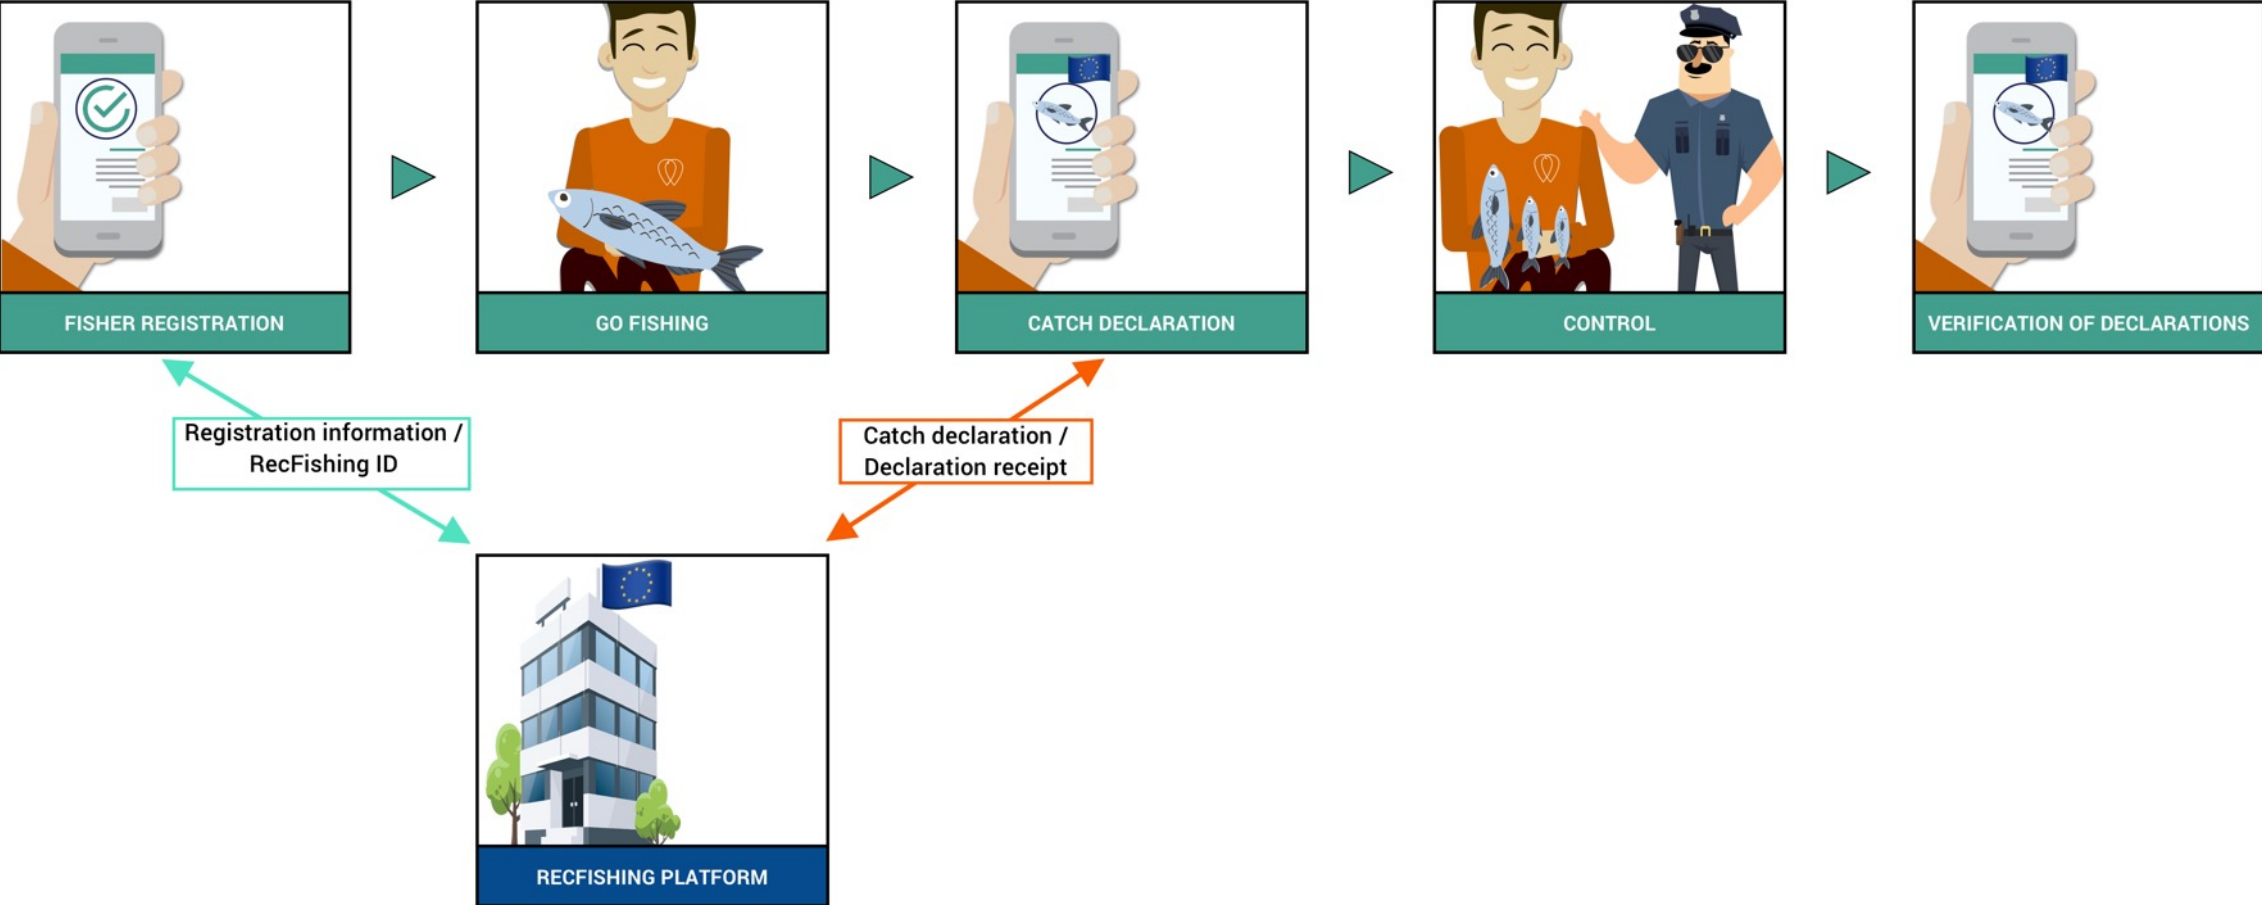 FISHER REGISTRATION
GO FISHING
CATCH DECLARATION
CONTROL
VERIFICATION OF DECLARATIONS
Registration information /
RecFishing ID
Catch declaration /
Declaration receipt
RECFISHING PLATFORM